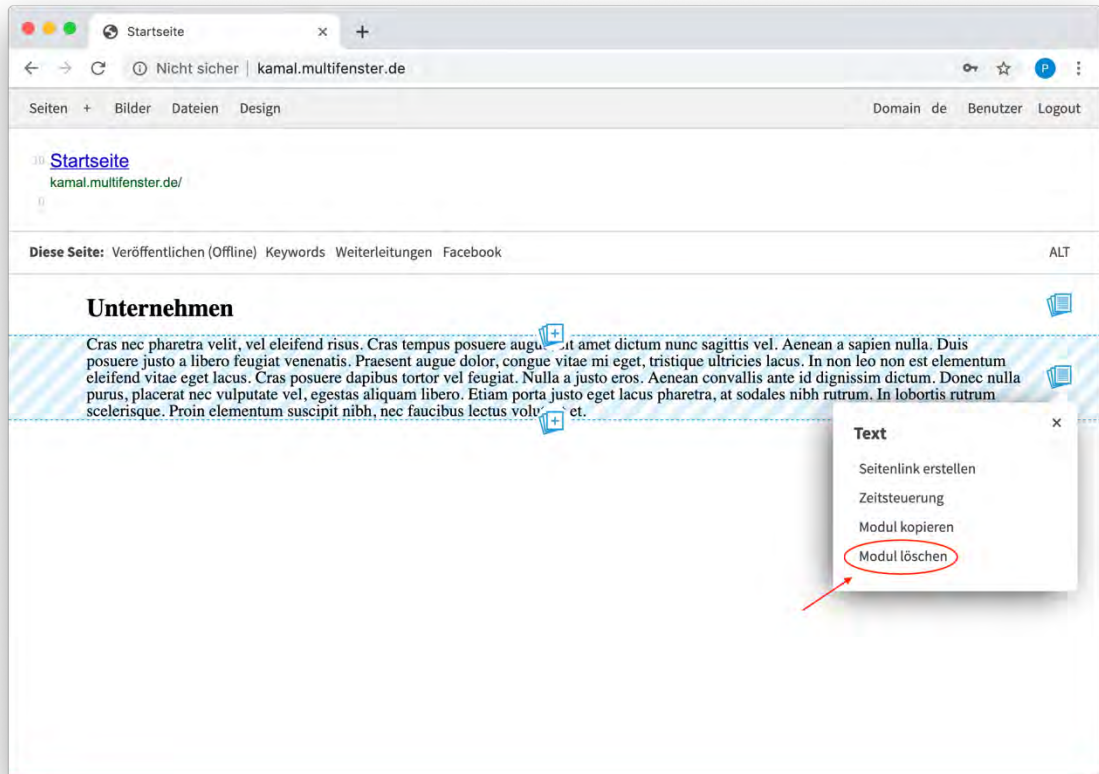 Startseite
Nicht sicher | kamal.multifenster.de
P
Seiten + Bilder Dateien Design Domain de Benutzer Logout
10 Startseite
kamal.multifenster.de/
Diese Seite: Veröffentlichen (Offline) Keywords Weiterleitungen Facebook ALT
Unternehmen
Cras nec pharetra velit, vel eleifend risus. Cras tempus posuere amet dictum nunc sagittis vel. Aenean a sapien nulla. Duis
posuere justo a libero feugiat venenatis. Praesent augue dolor, congue vitae mi eget, tristique ultricies lacus. In non leo non est elementum
eleifend vitae eget lacus. Cras posuere dapibus tortor vel feugiat. Nulla a justo eros. Aenean convallis ante id dignissim dictum. Donec nulla
purus, placerat nec vulputate vel, egestas aliquam libero. Etiam porta justo eget lacus pharetra, at sodales nibh rutrum. In lobortis rutrum
scelerisque. Proin elementum suscipit nibh, nec faucibus lectus et.
Text
Seitenlink erstellen
Zeitsteuerung
Modul kopieren
Modul löschen